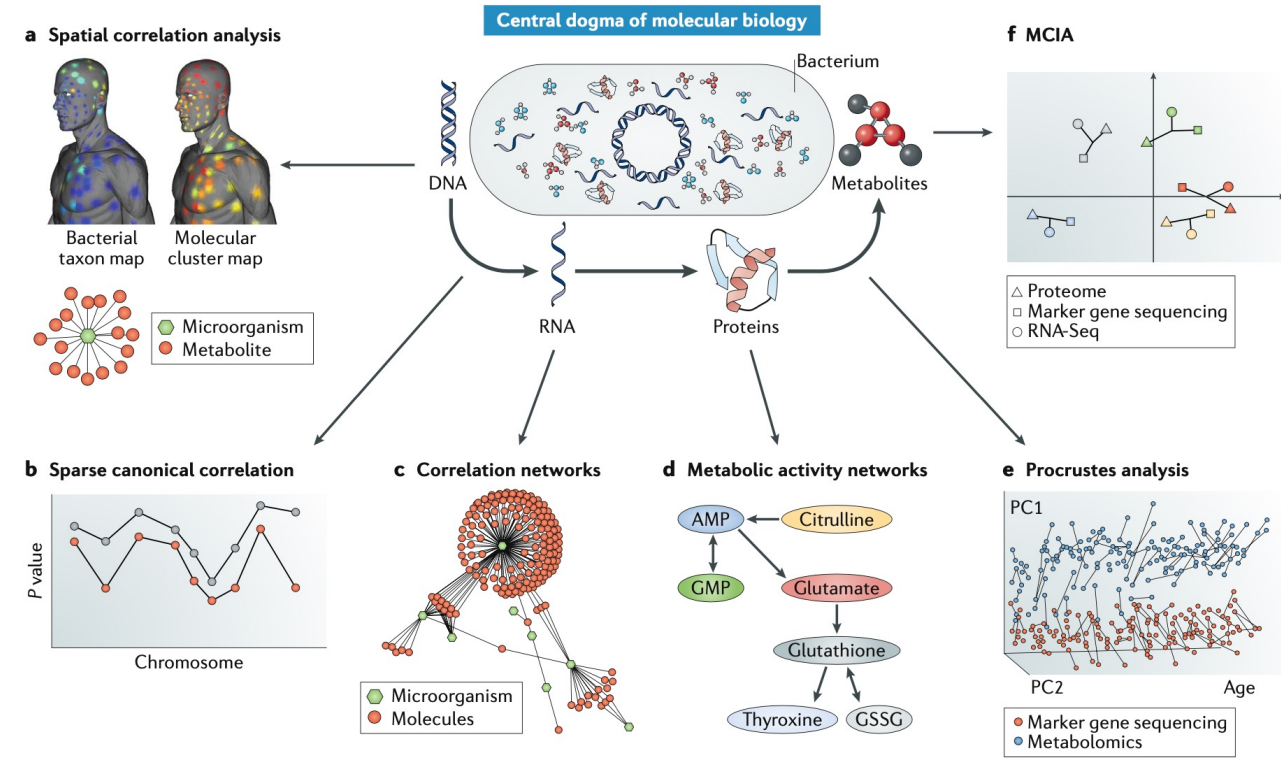 Central dogma of molecular biology
a Spatial correlation analysis
Bacterial
taxon map
Molecular
cluster map
Microorganism
Metabolite
Bacterium
DNA
RNA
Proteins
Metabolites
f MCIA
Proteome
Marker gene sequencing
RNA-Seq
b Sparse canonical correlation
P value
Chromosome
c Correlation networks
Microorganism
Molecules
d Metabolic activity networks
AMP
Citrulline
GMP
Glutamate
Glutathione
Thyroxine
GSSG
e Procrustes analysis
PC1
PC2
Age
Marker gene sequencing
Metabolomics